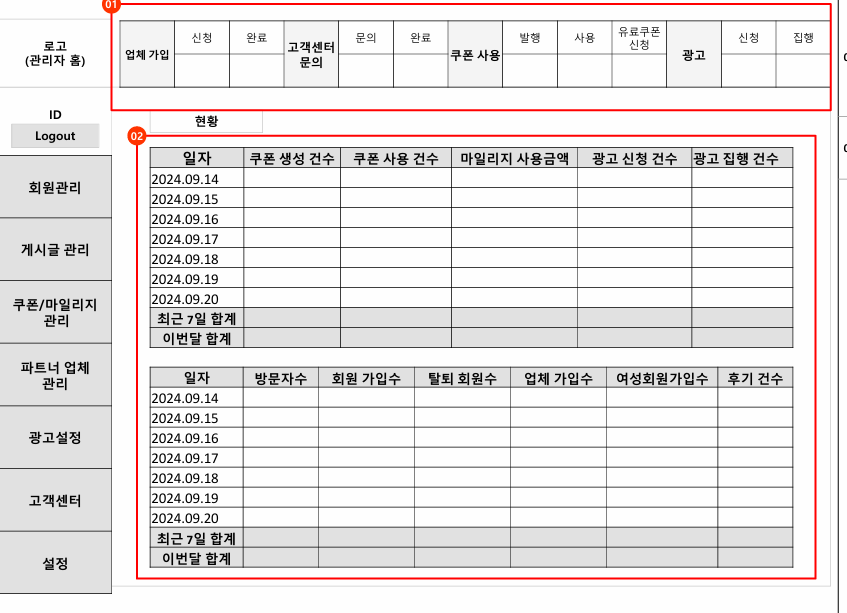 01
로고
(관리자 홈)
업체 가입
신청
완료
고객센터
문의
문의
완료
쿠폰 사용
발행
사용
유료쿠폰
신청
광고
신청
집행
ID
Logout
회원관리
게시글 관리
쿠폰/마일리지
관리
파트너 업체
관리
광고설정
고객센터
설정
현황
02
일자 쿠폰 생성 건수 쿠폰 사용 건수 마일리지 사용금액 광고 신청 건수 광고 집행 건수
2024.09.14
2024.09.15
2024.09.16
2024.09.17
2024.09.18
2024.09.19
2024.09.20
최근 7일 합계
이번달 합계
일자 방문자수 회원 가입수 탈퇴 회원수 업체 가입수 여성회원가입수 후기 건수
2024.09.14
2024.09.15
2024.09.16
2024.09.17
2024.09.18
2024.09.19
2024.09.20
최근 7일 합계
이번달 합계